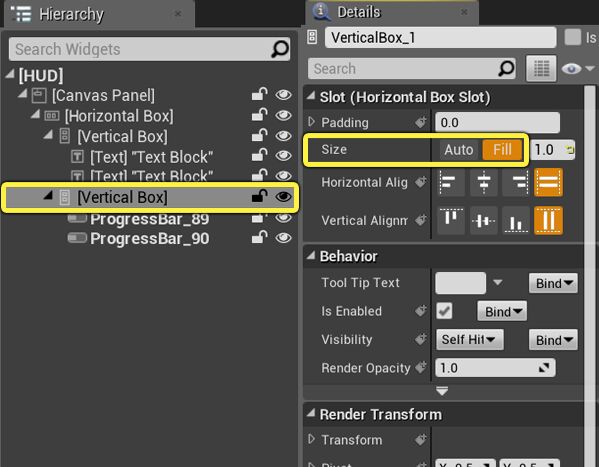 Hierarchy
Search Widgets
[HUD]
[Canvas Panel]
[Horizontal Box]
[Vertical Box]
[Text] "Text Block"
[Text] "Text Block"
[Vertical Box]
ProgressBar_89
ProgressBar_90
Details
VerticalBox_1
Is
Search
Slot (Horizontal Box Slot)
Padding 0.0
Size Auto Fill 1.0
Horizontal Alig
Vertical Alignm
Behavior
Tool Tip Text Bind
Is Enabled Bind
Visibility Self Hit Bind
Render Opacity 1.0
Render Transform
Transform
Pivot X 0.5 Y 0.5